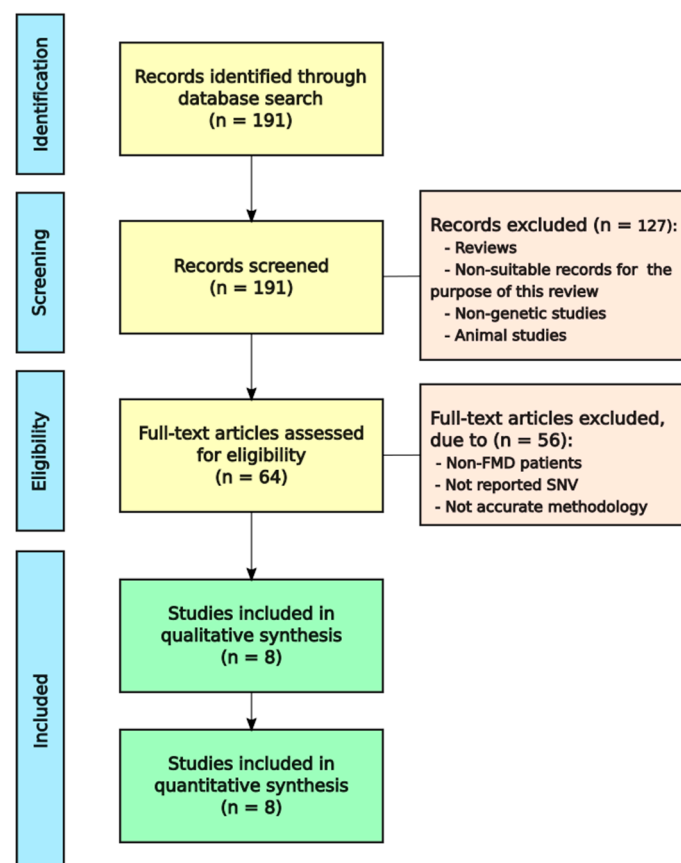 Identification
Records identified through
database search
(n = 191)
Screening
Records screened
(n = 191)
Records excluded (n = 127):
- Reviews
- Non-suitable records for the
purpose of this review
- Non-genetic studies
- Animal studies
Eligibility
Full-text articles assessed
for eligibility
(n = 64)
Full-text articles excluded,
due to (n = 56):
- Non-FMD patients
- Not reported SNV
- Not accurate methodology
Included
Studies included in
qualitative synthesis
(n = 8)
Studies included in
quantitative synthesis
(n = 8)